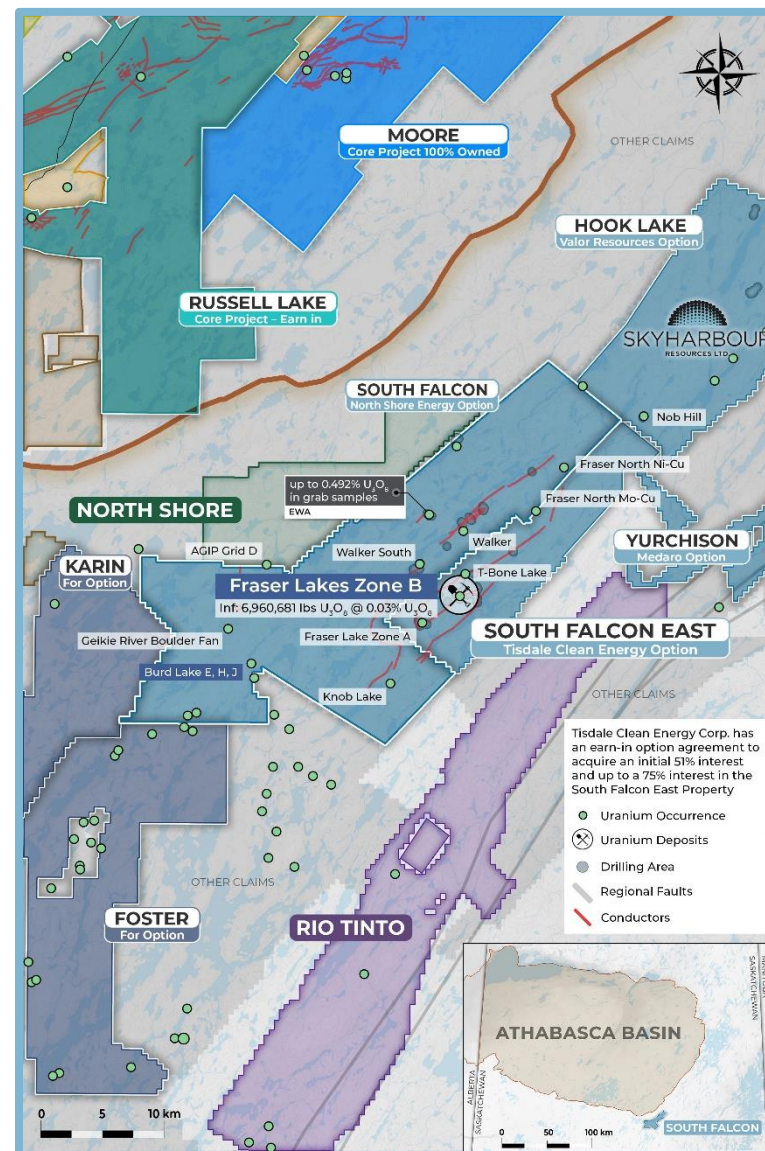 OTHER CLAIMS
MOORE
Core Project 100% Owned
HOOK LAKE
Valor Resources Option
RUSSELL LAKE
Core Project – Earn in
SKYHARBOUR
RESOURCES LTD
SOUTH FALCON
North Shore Energy Option
Nob Hill
Fraser North Ni-Cu
up to 0.492% U₃O₈
in grab samples
EWA
Fraser North Mo-Cu
NORTH SHORE
KARIN
For Option
AGIP Grid D
Walker South
Walker
YURCHISON
Medaro Option
T-Bone Lake
Fraser Lakes Zone B
Inf: 6,960,681 lbs U₃O₈ @ 0.03% U₃O₈
Geikie River Boulder Fan
Fraser Lake Zone A
SOUTH FALCON EAST
Tisdale Clean Energy Option
Burd Lake E, H, J
Knob Lake
OTHER CLAIMS
Tisdale Clean Energy Corp. has
an earn-in option agreement to
acquire an initial 51% interest
and up to a 75% interest in the
South Falcon East Property
Uranium Occurrence
Uranium Deposits
Drilling Area
Regional Faults
Conductors
OTHER CLAIMS
FOSTER
For Option
RIO TINTO
SASKATCHEWAN
ATHABASCA BASIN
ALBERTA
SASKATCHEWAN
SOUTH FALCON
0 5 10 km
0 50 100 km